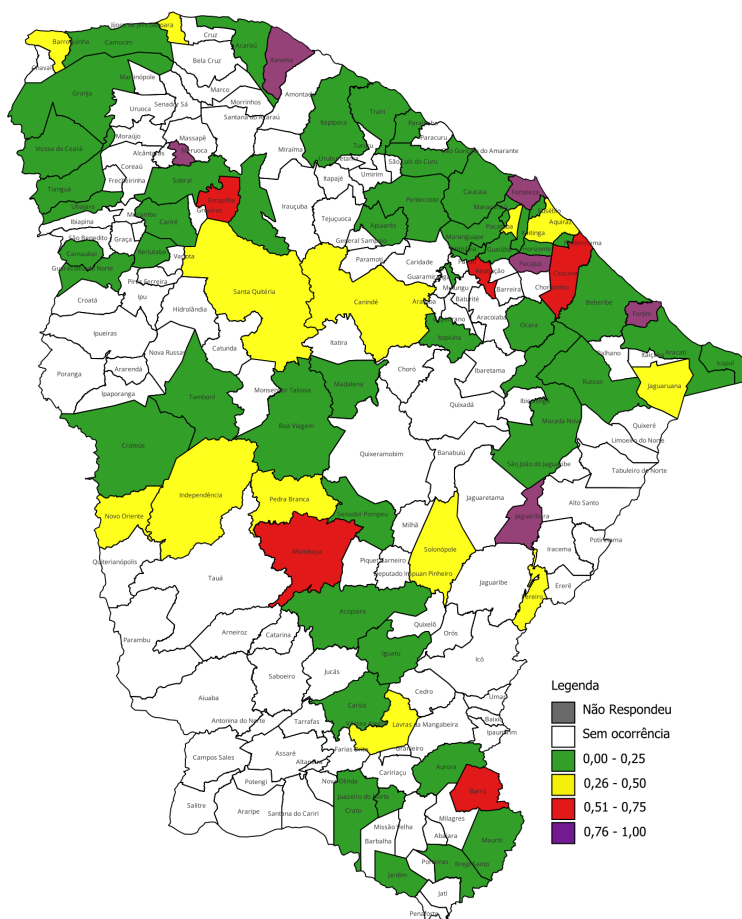 Cruz
Barroquinha
Camocim
Acaraú
Itarema
Bela Cruz
Chaval
Martinópole
Granja
Marco
Amontada
Senador Sá
Morrinhos
Uruoca
Santana do Acaraú
Itapipoca
Trairi
Paraipaba
Moraújo
Massapê
Paracuru
Viçosa do Ceará
Alcântaras
Meruoca
Miraíma
Tururu
Umirim
São Luís do Curu
Coreaú
Frecheirinha
Sobral
Itapajé
Tianguá
Irauçuba
Pentecoste
Caucaia
Fortaleza
Ubajara
Mucambo
Forquilha
Tejuçuoca
Apuiarés
Aquiraz
Ibiapina
Cariré
Itaitinga
São Benedito
Graça
General Sampaio
Maranguape
Carnaubal
Reriutaba
Varjota
Paramoti
Caridade
Redenção
Pacajus
Cascavel
Guaraciaba do Norte
Pires Ferreira
Santa Quitéria
Canindé
Guaramiranga
Mulungu
Barreira
Croatá
Ipu
Hidrolândia
Aratuba
Baturité
Beberibe
Aracoiaba
Fortim
Ipueiras
Catunda
Itatira
Itapiúna
Ocara
Nova Russas
Choró
Ibaretama
Palhano
Aracati
Icapuí
Poranga
Ararendá
Monsenhor Tabosa
Madalena
Russas
Jaguaruana
Ipaporanga
Tamboril
Quixadá
Boa Viagem
Morada Nova
Quixeré
Crateús
Limoeiro do Norte
Quixeramobim
Banabuiú
São João do Jaguaribe
Tabuleiro do Norte
Independência
Pedra Branca
Jaguaretama
Alto Santo
Novo Oriente
Senador Pompeu
Jaguaribara
Milhã
Solonópole
Potiretama
Mombaça
Iracema
Quiterianópolis
Piquet Carneiro
Deputado Irapuan Pinheiro
Tauá
Jaguaribe
Ererê
Pereiro
Acopiara
Parambu
Arneiroz
Catarina
Quixelô
Orós
Iguatu
Icó
Saboeiro
Jucás
Aiuaba
Cariús
Cedro
Umari
Antonina do Norte
Tarrafas
Várzea Alegre
Lavras da Mangabeira
Baixio
Ipaumirim
Assaré
Farias Brito
Granjeiro
Campos Sales
Altaneira
Aurora
Potengi
Nova Olinda
Caririaçu
Barro
Salitre
Araripe
Santana do Cariri
Juazeiro do Norte
Crato
Milagres
Missão Velha
Abaiara
Barbalha
Mauriti
Porteiras
Brejo Santo
Jardim
Jati
Penaforte
Legenda
Não Respondeu
Sem ocorrência
0,00 - 0,25
0,26 - 0,50
0,51 - 0,75
0,76 - 1,00